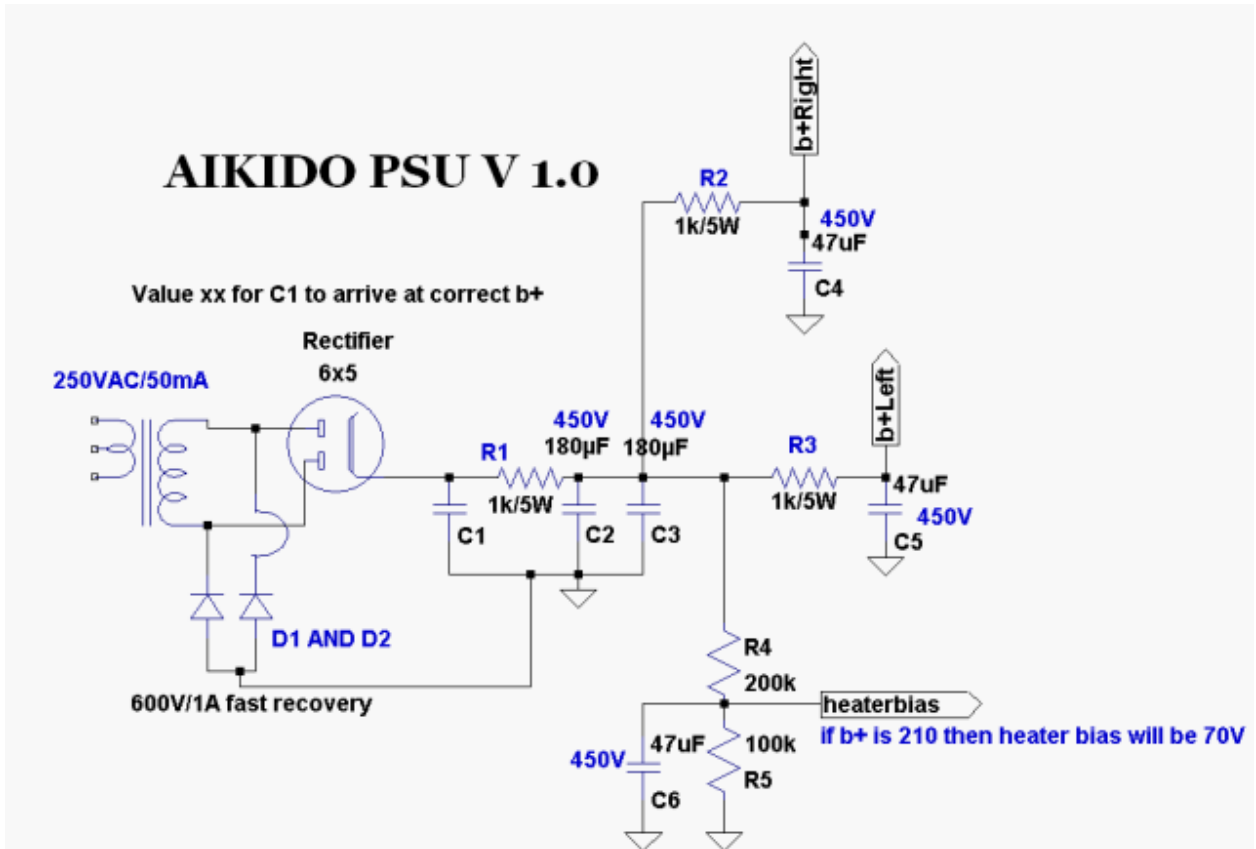 b+Right
AIKIDO PSU V 1.0
R2
1k/5W
450V
47uF
C4
Value xx for C1 to arrive at correct b+
Rectifier
6x5
250VAC/50mA
b+Left
450V
180µF
450V
180µF
R1
1k/5W
C1
C2
C3
R3
1k/5W
47uF
450V
C5
D1 AND D2
600V/1A fast recovery
R4
200k
heaterbias
if b+ is 210 then heater bias will be 70V
47uF
450V
C6
100k
R5